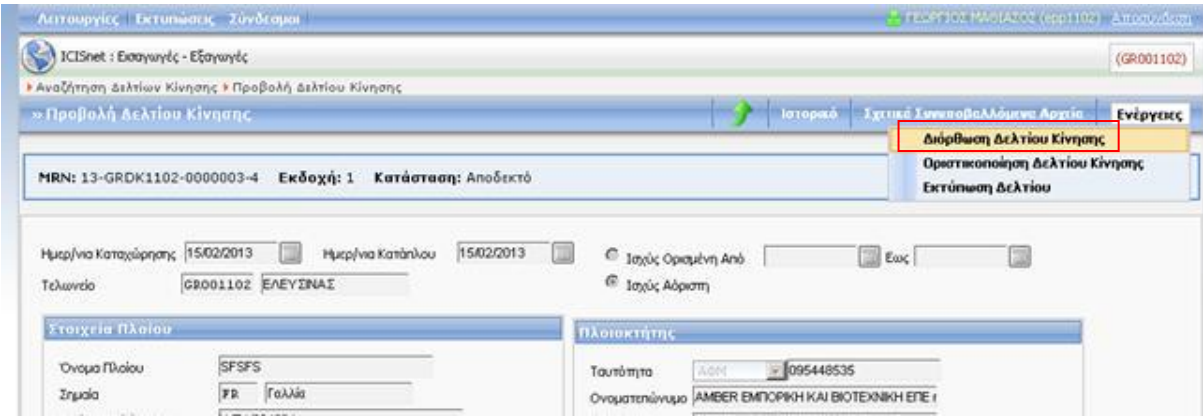 Λειτουργίες Εκτυπώσεις Σύνδεσμοι ΓΕΩΡΓΙΟΣ ΜΑΘΙΑΣΟΣ (epp1102) Αποσύνδεση
ICISnet : Εισαγωγές - Εξαγωγές (GR001102)
Αναζήτηση Δελτίων Κίνησης Προβολή Δελτίου Κίνησης
» Προβολή Δελτίου Κίνησης Ιστορικό Σχετικά Συνυποβαλλόμενα Αρχεία Ενέργειες
Διόρθωση Δελτίου Κίνησης
Οριστικοποίηση Δελτίου Κίνησης
MRN: 13-GRDK1102-0000003-4 Εκδοχή: 1 Κατάσταση: Αποδεκτό
Εκτύπωση Δελτίου
Ημερ/νια Καταχώρησης 15/02/2013 Ημερ/νια Κατάπλου 15/02/2013 Ισχύς Ορισμένη Από Εως
Τελωνείο GR001102 ΕΛΕΥΣΙΝΑΣ Ισχύς Αόριστη
Στοιχεία Πλοίου Πλοιοκτήτης
Όνομα Πλοίου SFSFS Ταυτότητα ΑΦΜ 095448535
Σημαία FR Γαλλία Ονοματεπώνυμο AMBER ΕΜΠΟΡΙΚΗ ΚΑΙ ΒΙΟΤΕΧΝΙΚΗ ΕΠΕ